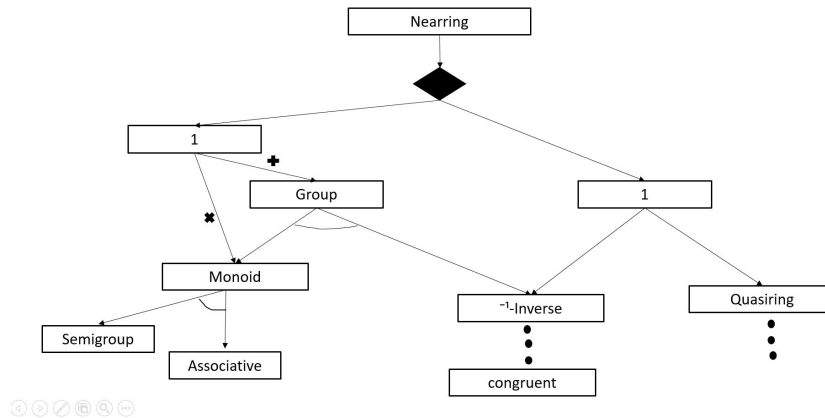 Nearring
1
Group
1
Monoid
⁻¹-Inverse
Quasiring
Semigroup
Associative
congruent